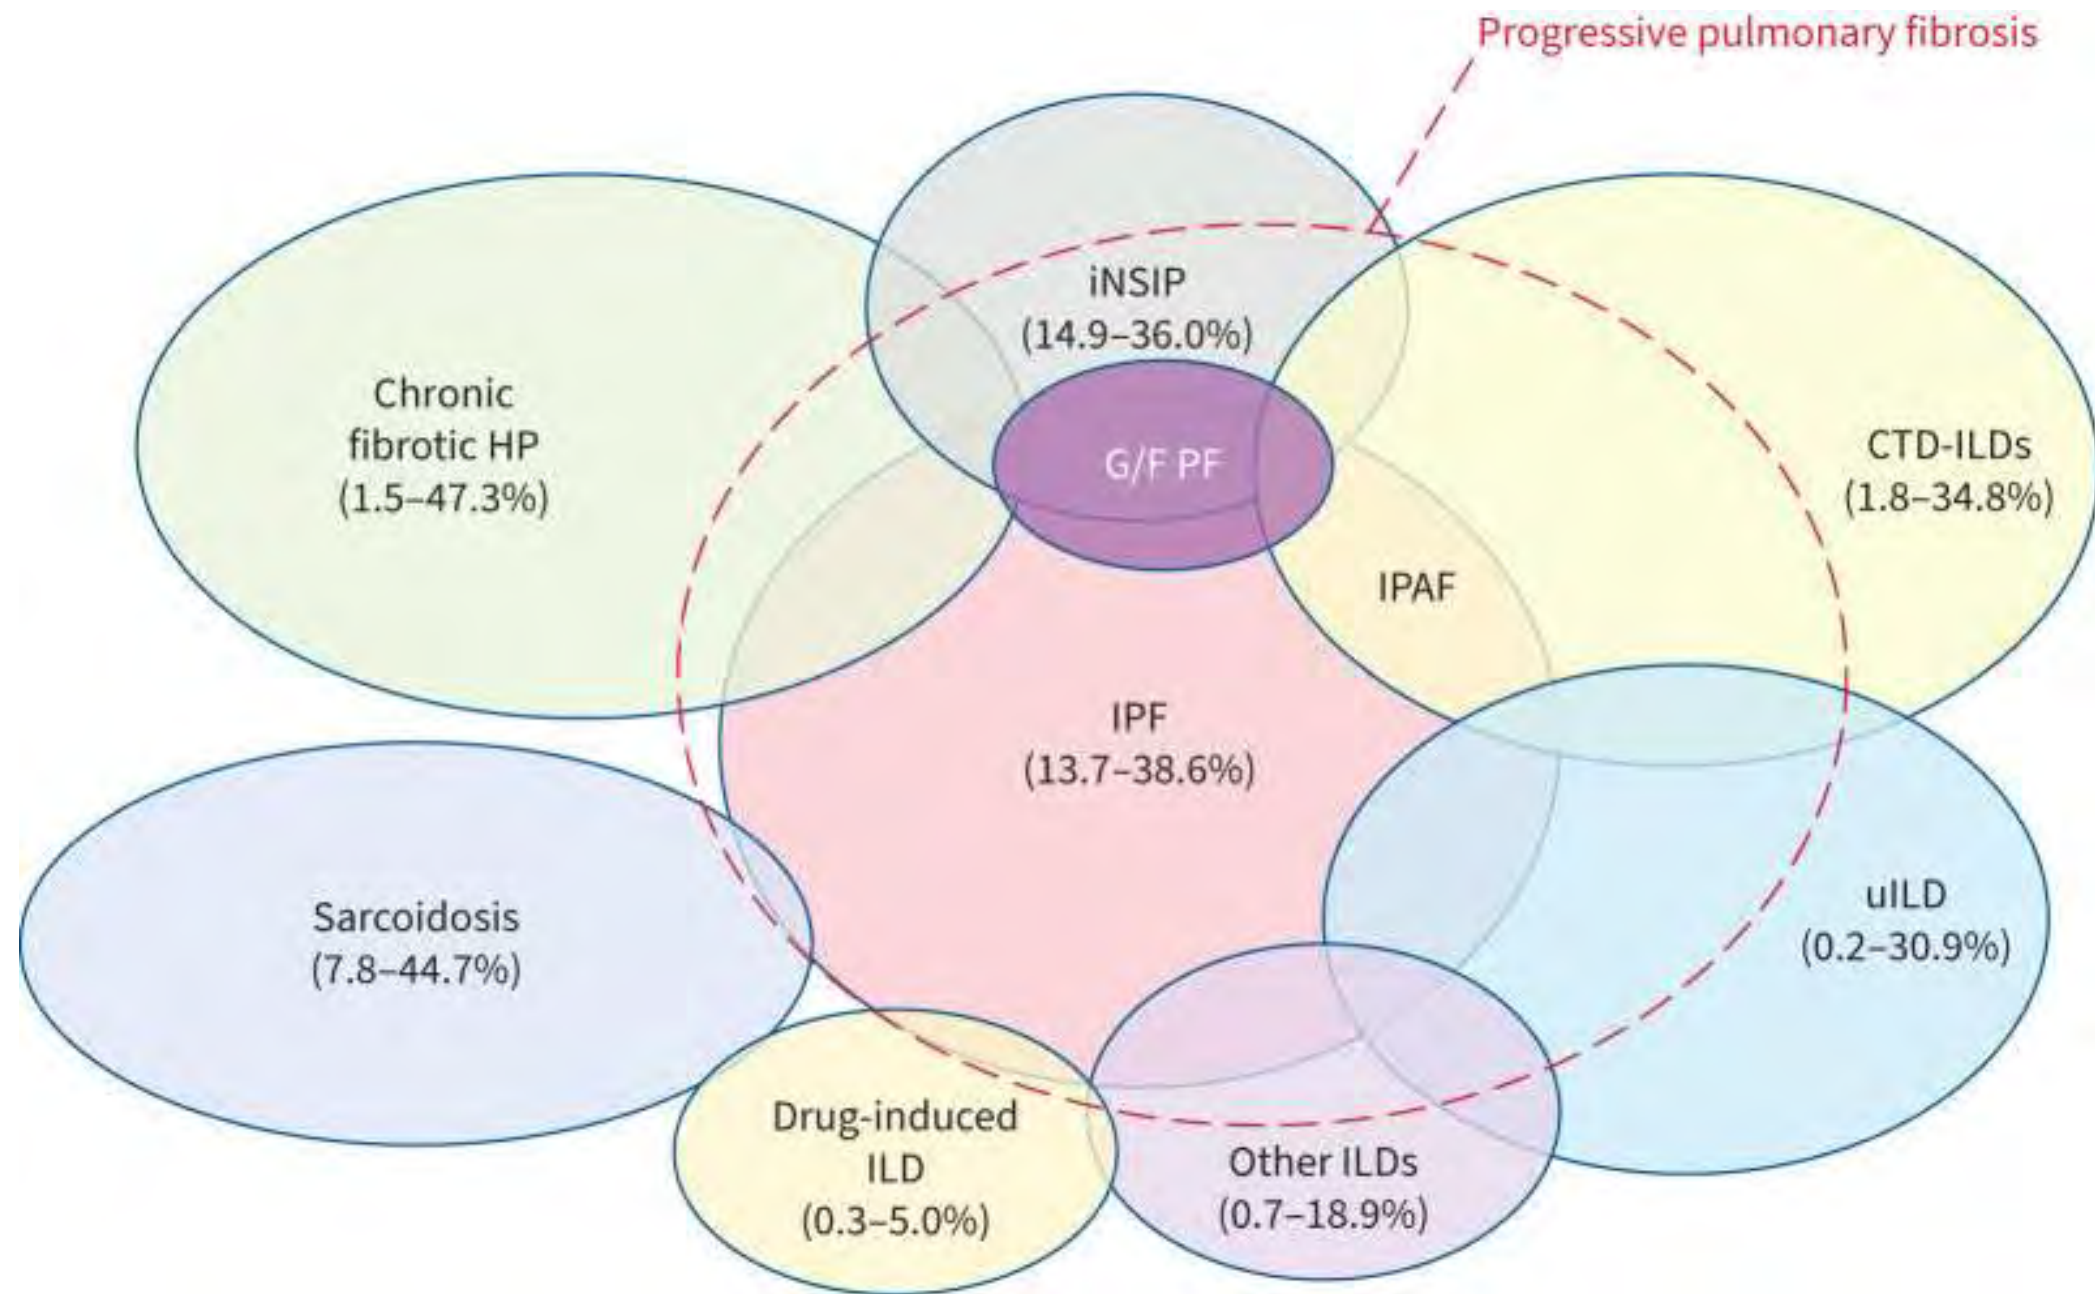 Progressive pulmonary fibrosis
iNSIP
(14.9–36.0%)
Chronic
fibrotic HP
(1.5–47.3%)
G/F PF
CTD-ILDs
(1.8–34.8%)
IPAF
IPF
(13.7–38.6%)
Sarcoidosis
(7.8–44.7%)
uILD
(0.2–30.9%)
Drug-induced
ILD
(0.3–5.0%)
Other ILDs
(0.7–18.9%)